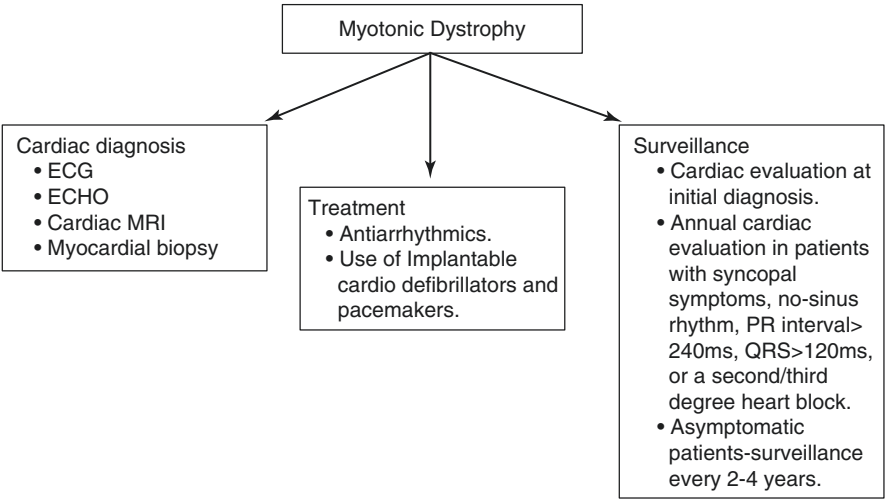 Myotonic Dystrophy
Cardiac diagnosis
• ECG
• ECHO
• Cardiac MRI
• Myocardial biopsy
Treatment
• Antiarrhythmics.
• Use of Implantable
cardio defibrillators and
pacemakers.
Surveillance
• Cardiac evaluation at
initial diagnosis.
• Annual cardiac
evaluation in patients
with syncopal
symptoms, no-sinus
rhythm, PR interval>
240ms, QRS>120ms,
or a second/third
degree heart block.
• Asymptomatic
patients-surveillance
every 2-4 years.